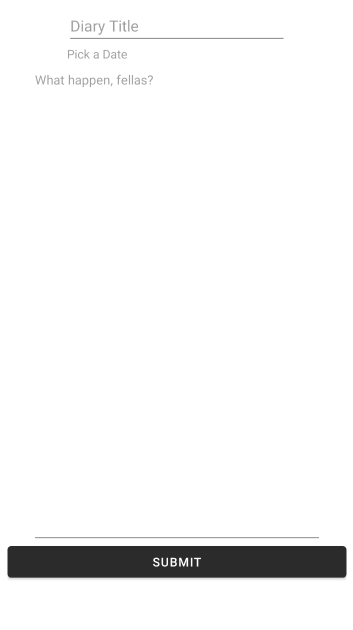 Diary Title
Pick a Date
What happen, fellas?
SUBMIT